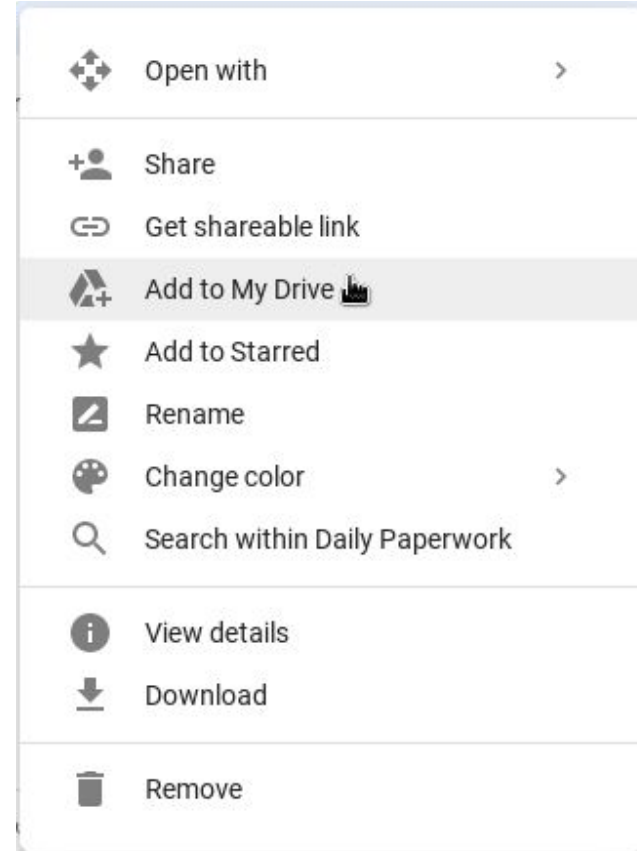 Open with
Share
Get shareable link
Add to My Drive
Add to Starred
Rename
Change color
Search within Daily Paperwork
View details
Download
Remove